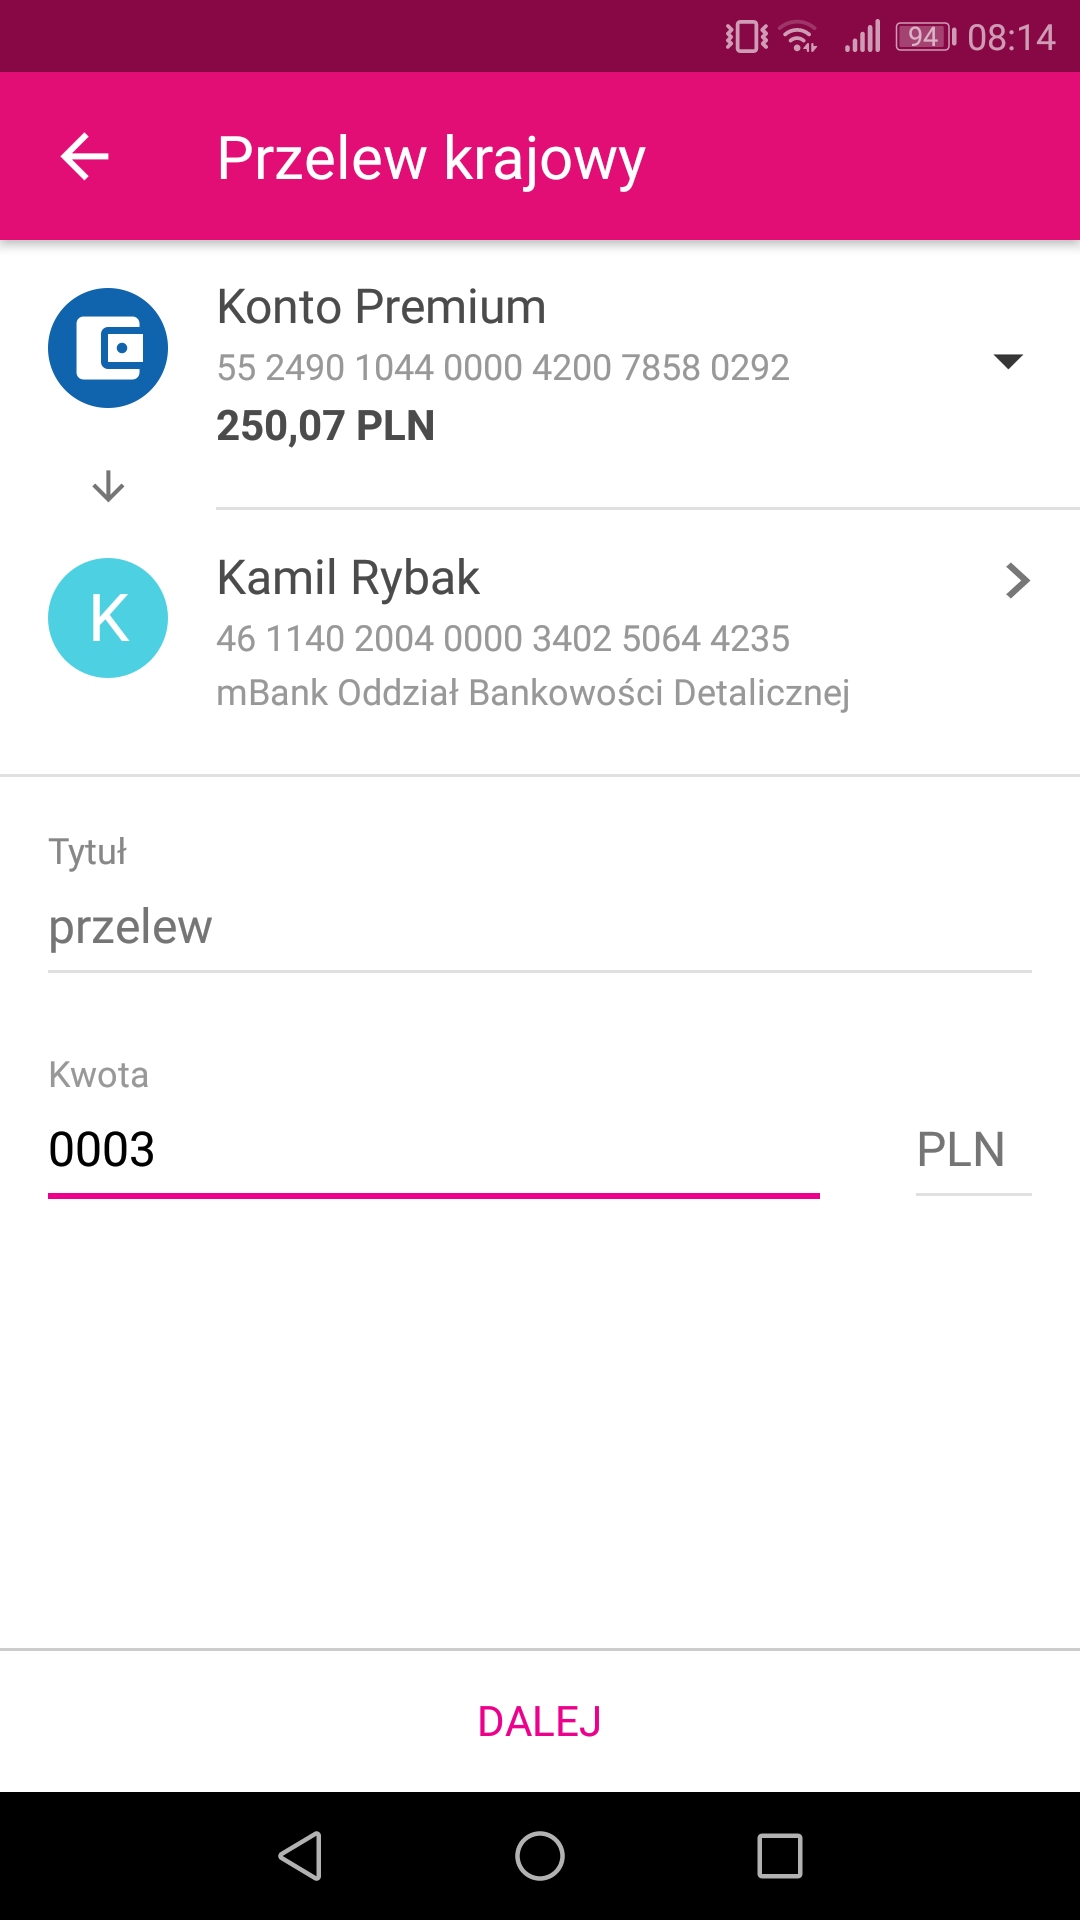 94 08:14
Przelew krajowy
Konto Premium
55 2490 1044 0000 4200 7858 0292
250,07 PLN
K
Kamil Rybak
46 1140 2004 0000 3402 5064 4235
mBank Oddział Bankowości Detalicznej
Tytuł
przelew
Kwota
0003 PLN
DALEJ